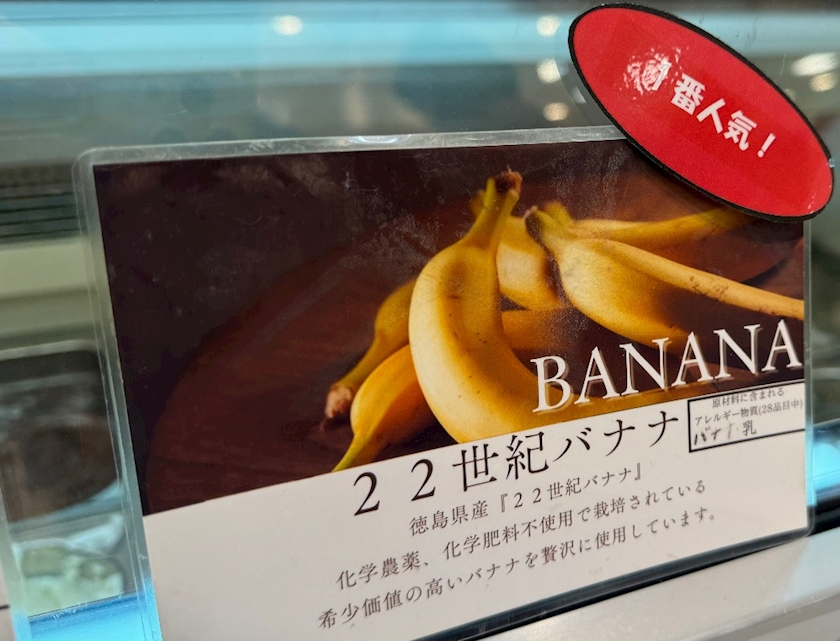 1番人気！
BANANA
原材料に含まれる
アレルギー物質(28品目中)
バナナ・乳
２２世紀バナナ
徳島県産『２２世紀バナナ』
化学農薬、化学肥料不使用で栽培されている
希少価値の高いバナナを贅沢に使用しています。